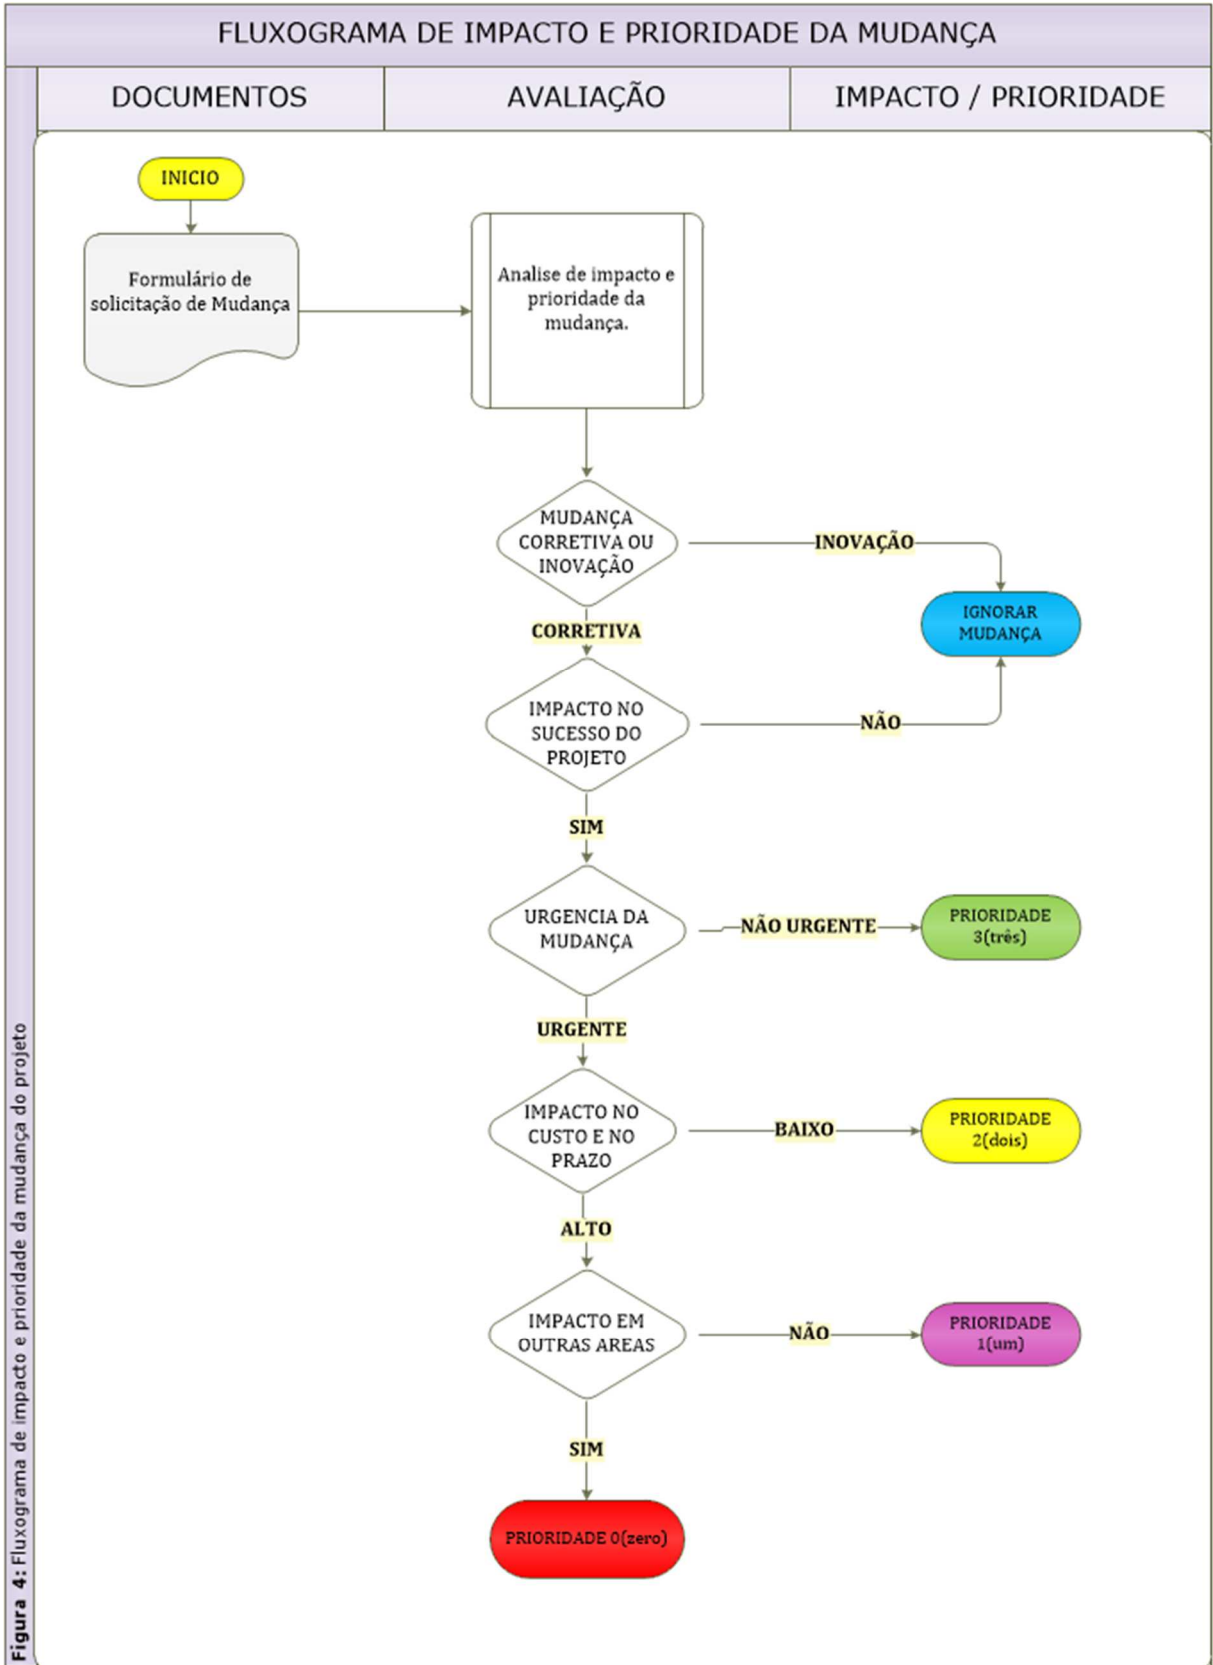 FLUXOGRAMA DE IMPACTO E PRIORIDADE DA MUDANÇA
DOCUMENTOS
AVALIAÇÃO
IMPACTO / PRIORIDADE
INICIO
Formulário de
solicitação de Mudança
Analise de impacto e
prioridade da
mudança.
MUDANÇA
CORRETIVA OU
INOVAÇÃO
INOVAÇÃO
IGNORAR
MUDANÇA
CORRETIVA
IMPACTO NO
SUCESSO DO
PROJETO
NÃO
SIM
URGENCIA DA
MUDANÇA
NÃO URGENTE
PRIORIDADE
3(três)
URGENTE
IMPACTO NO
CUSTO E NO
PRAZO
BAIXO
PRIORIDADE
2(dois)
ALTO
IMPACTO EM
OUTRAS AREAS
NÃO
PRIORIDADE
1(um)
SIM
PRIORIDADE 0(zero)
Figura 4: Fluxograma de impacto e prioridade da mudança do projeto